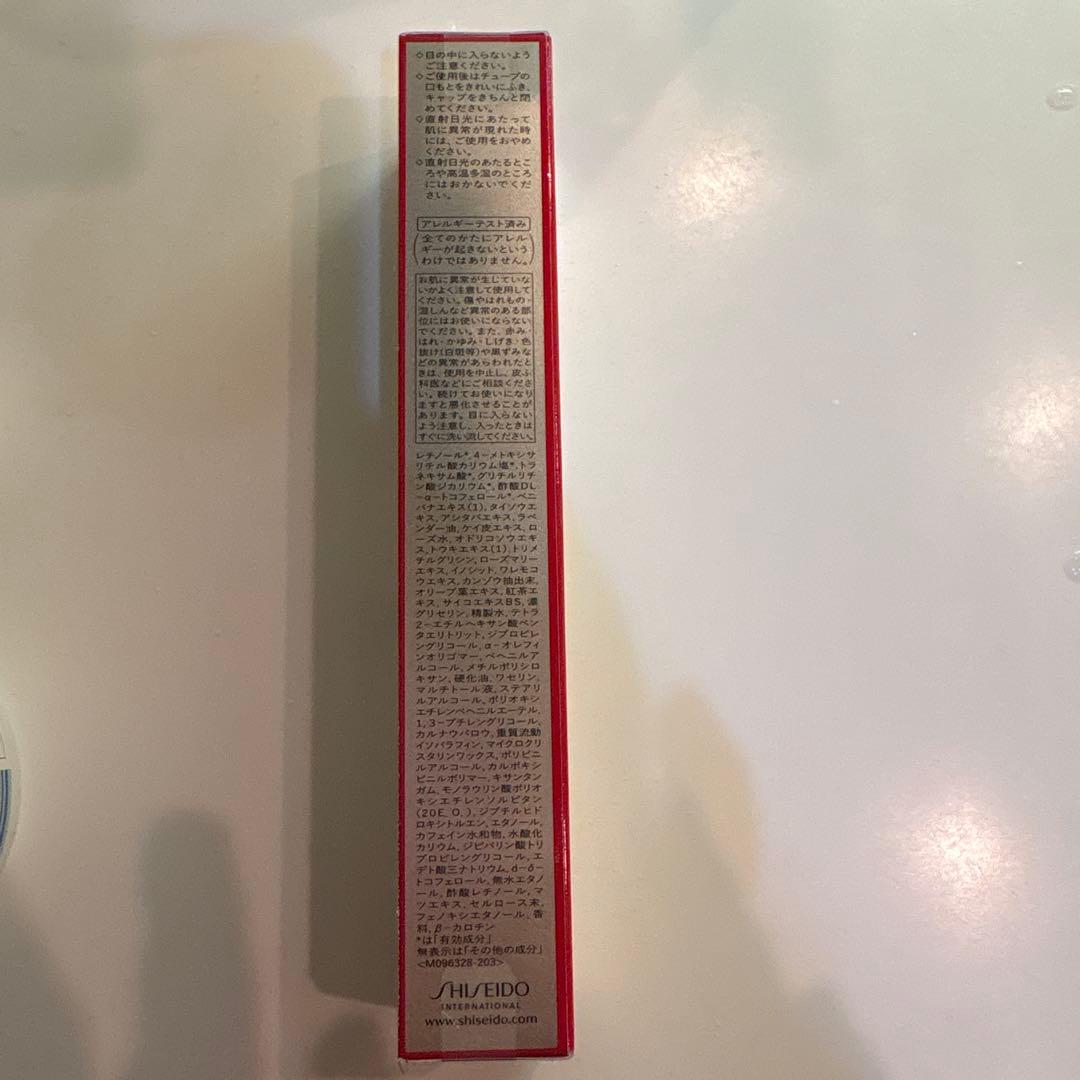 ◇目の中に入らないよう
ご注意ください。
◇ご使用後はチューブの
口もとをきれいにふき、
キャップをきちんと閉
めてください。
◇直射日光にあたって
肌に異常が現れた時
には、ご使用をおやめ
ください。
◇直射日光のあたるとこ
ろや高温多湿のところ
にはおかないでくだ
さい。
アレルギーテスト済み
(全てのかたにアレル
ギーが起きないという
わけではありません。)
お肌に異常が生じていな
いかよく注意して使用して
ください。傷やはれもの・
湿しんなど異常のある部
位にはお使いにならない
でください。また、赤み・
はれ・かゆみ・しげき・色
抜け(白斑等)や黒ずみな
どの異常があらわれたと
きは、使用を中止し、皮ふ
科医などにご相談くださ
い。続けてお使いになり
ますと悪化させることが
あります。目に入らない
よう注意し、入ったときは
すぐに洗い流してください。
レチノール*,4-メトキシサ
リチル酸カリウム塩*,トラ
ネキサム酸*,グリチルリチ
ン酸ジカリウム*,酢酸DL
-α-トコフェロール*,ベニ
バナエキス(1),タイソウエ
キス,アシタバエキス,ラベ
ンダー油,ケイ皮エキス,ロ
ーズ水,オドリコソウエキ
ス,トウキエキス(1),トリメ
チルグリシン,ローズマリー
エキス,イノシット,ワレモコ
ウエキス,カンゾウ抽出末,
オリーブ葉エキス,紅茶エ
キス,サイコエキスBS,濃
グリセリン,精製水,テトラ
2-エチルヘキサン酸ペン
タエリトリット,ジプロピレ
ングリコール,α-オレフィ
ンオリゴマー,ベヘニルア
ルコール,メチルポリシロ
キサン,硬化油,ワセリン,
マルチトール液,ステアリ
ルアルコール,ポリオキシ
エチレンベヘニルエーテル,
1,3-ブチレングリコール,
カルナウバロウ,重質流動
イソパラフィン,マイクロクリ
スタリンワックス,ポリビニ
ルアルコール,カルボキシ
ビニルポリマー,キサンタン
ガム,モノラウリン酸ポリオ
キシエチレンソルビタン
(20E.O.),ジブチルヒド
ロキシトルエン,エタノール,
カフェイン水和物,水酸化
カリウム,ジピバリン酸トリ
プロピレングリコール,エ
デト酸三ナトリウム,d-δ-
トコフェロール,無水エタノ
ール,酢酸レチノール,マ
ツエキス,セルロース末,
フェノキシエタノール,香
料,β-カロチン
*は「有効成分」
無表示は「その他の成分」
<M096328-203>
SHISEIDO
INTERNATIONAL
www.shiseido.com